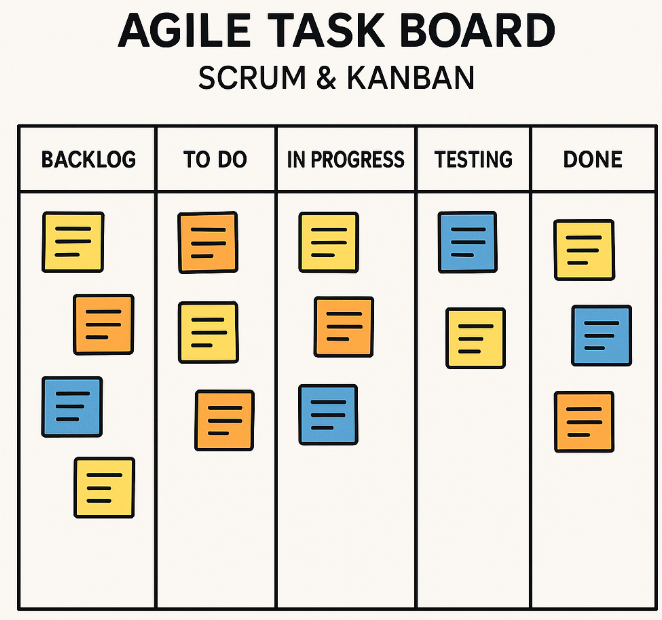 AGILE TASK BOARD
SCRUM & KANBAN
BACKLOG
TO DO
IN PROGRESS
TESTING
DONE